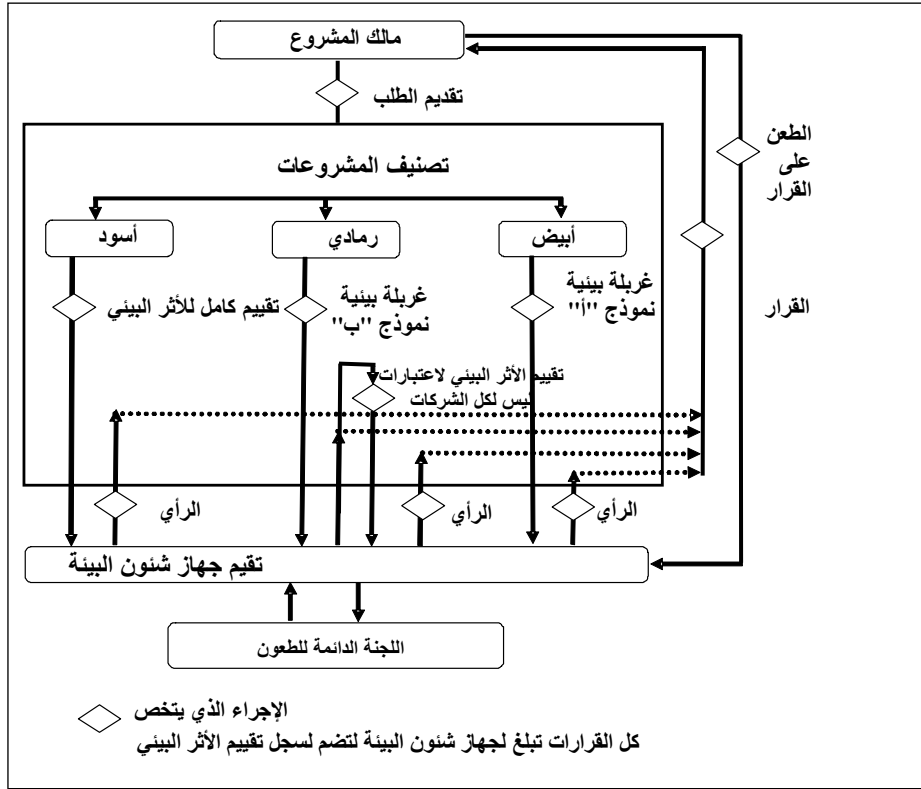 مالك المشروع
تقديم الطلب
الطعن
على
القرار
تصنيف المشروعات
أبيض
رمادي
أسود
غربلة بيئية
نموذج "أ"
غربلة بيئية
نموذج "ب"
تقييم كامل للأثر البيئي
القرار
تقييم الأثر البيئي لاعتبارات
ليس لكل الشركات
الرأي
الرأي
الرأي
تقيم جهاز شئون البيئة
اللجنة الدائمة للطعون
الإجراء الذي يتخص
كل القرارات تبلغ لجهاز شئون البيئة لتضم لسجل تقييم الأثر البيئي